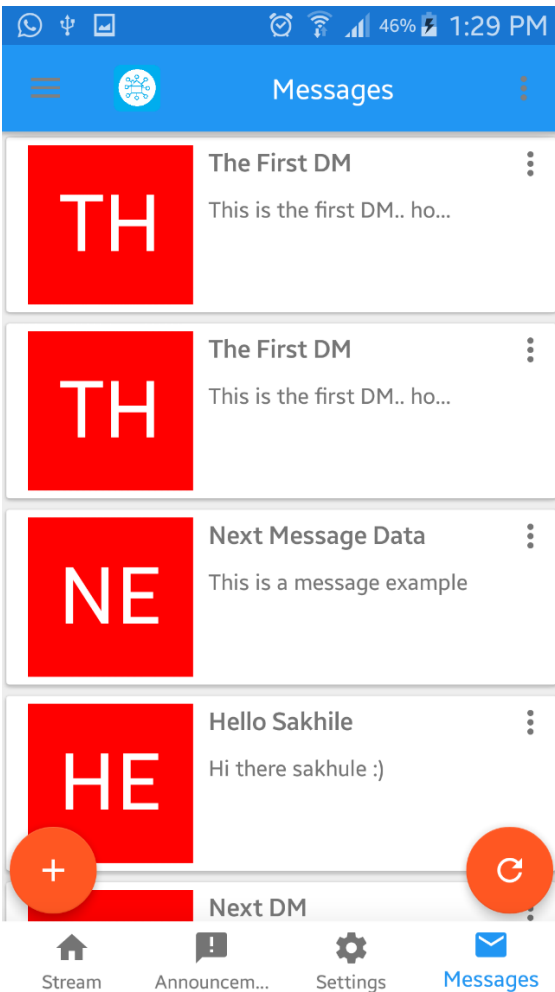 46% 1:29 PM
Messages
TH
The First DM
This is the first DM.. ho...
TH
The First DM
This is the first DM.. ho...
NE
Next Message Data
This is a message example
HE
Hello Sakhile
Hi there sakhule :)
Next DM
Stream Announcem... Settings Messages